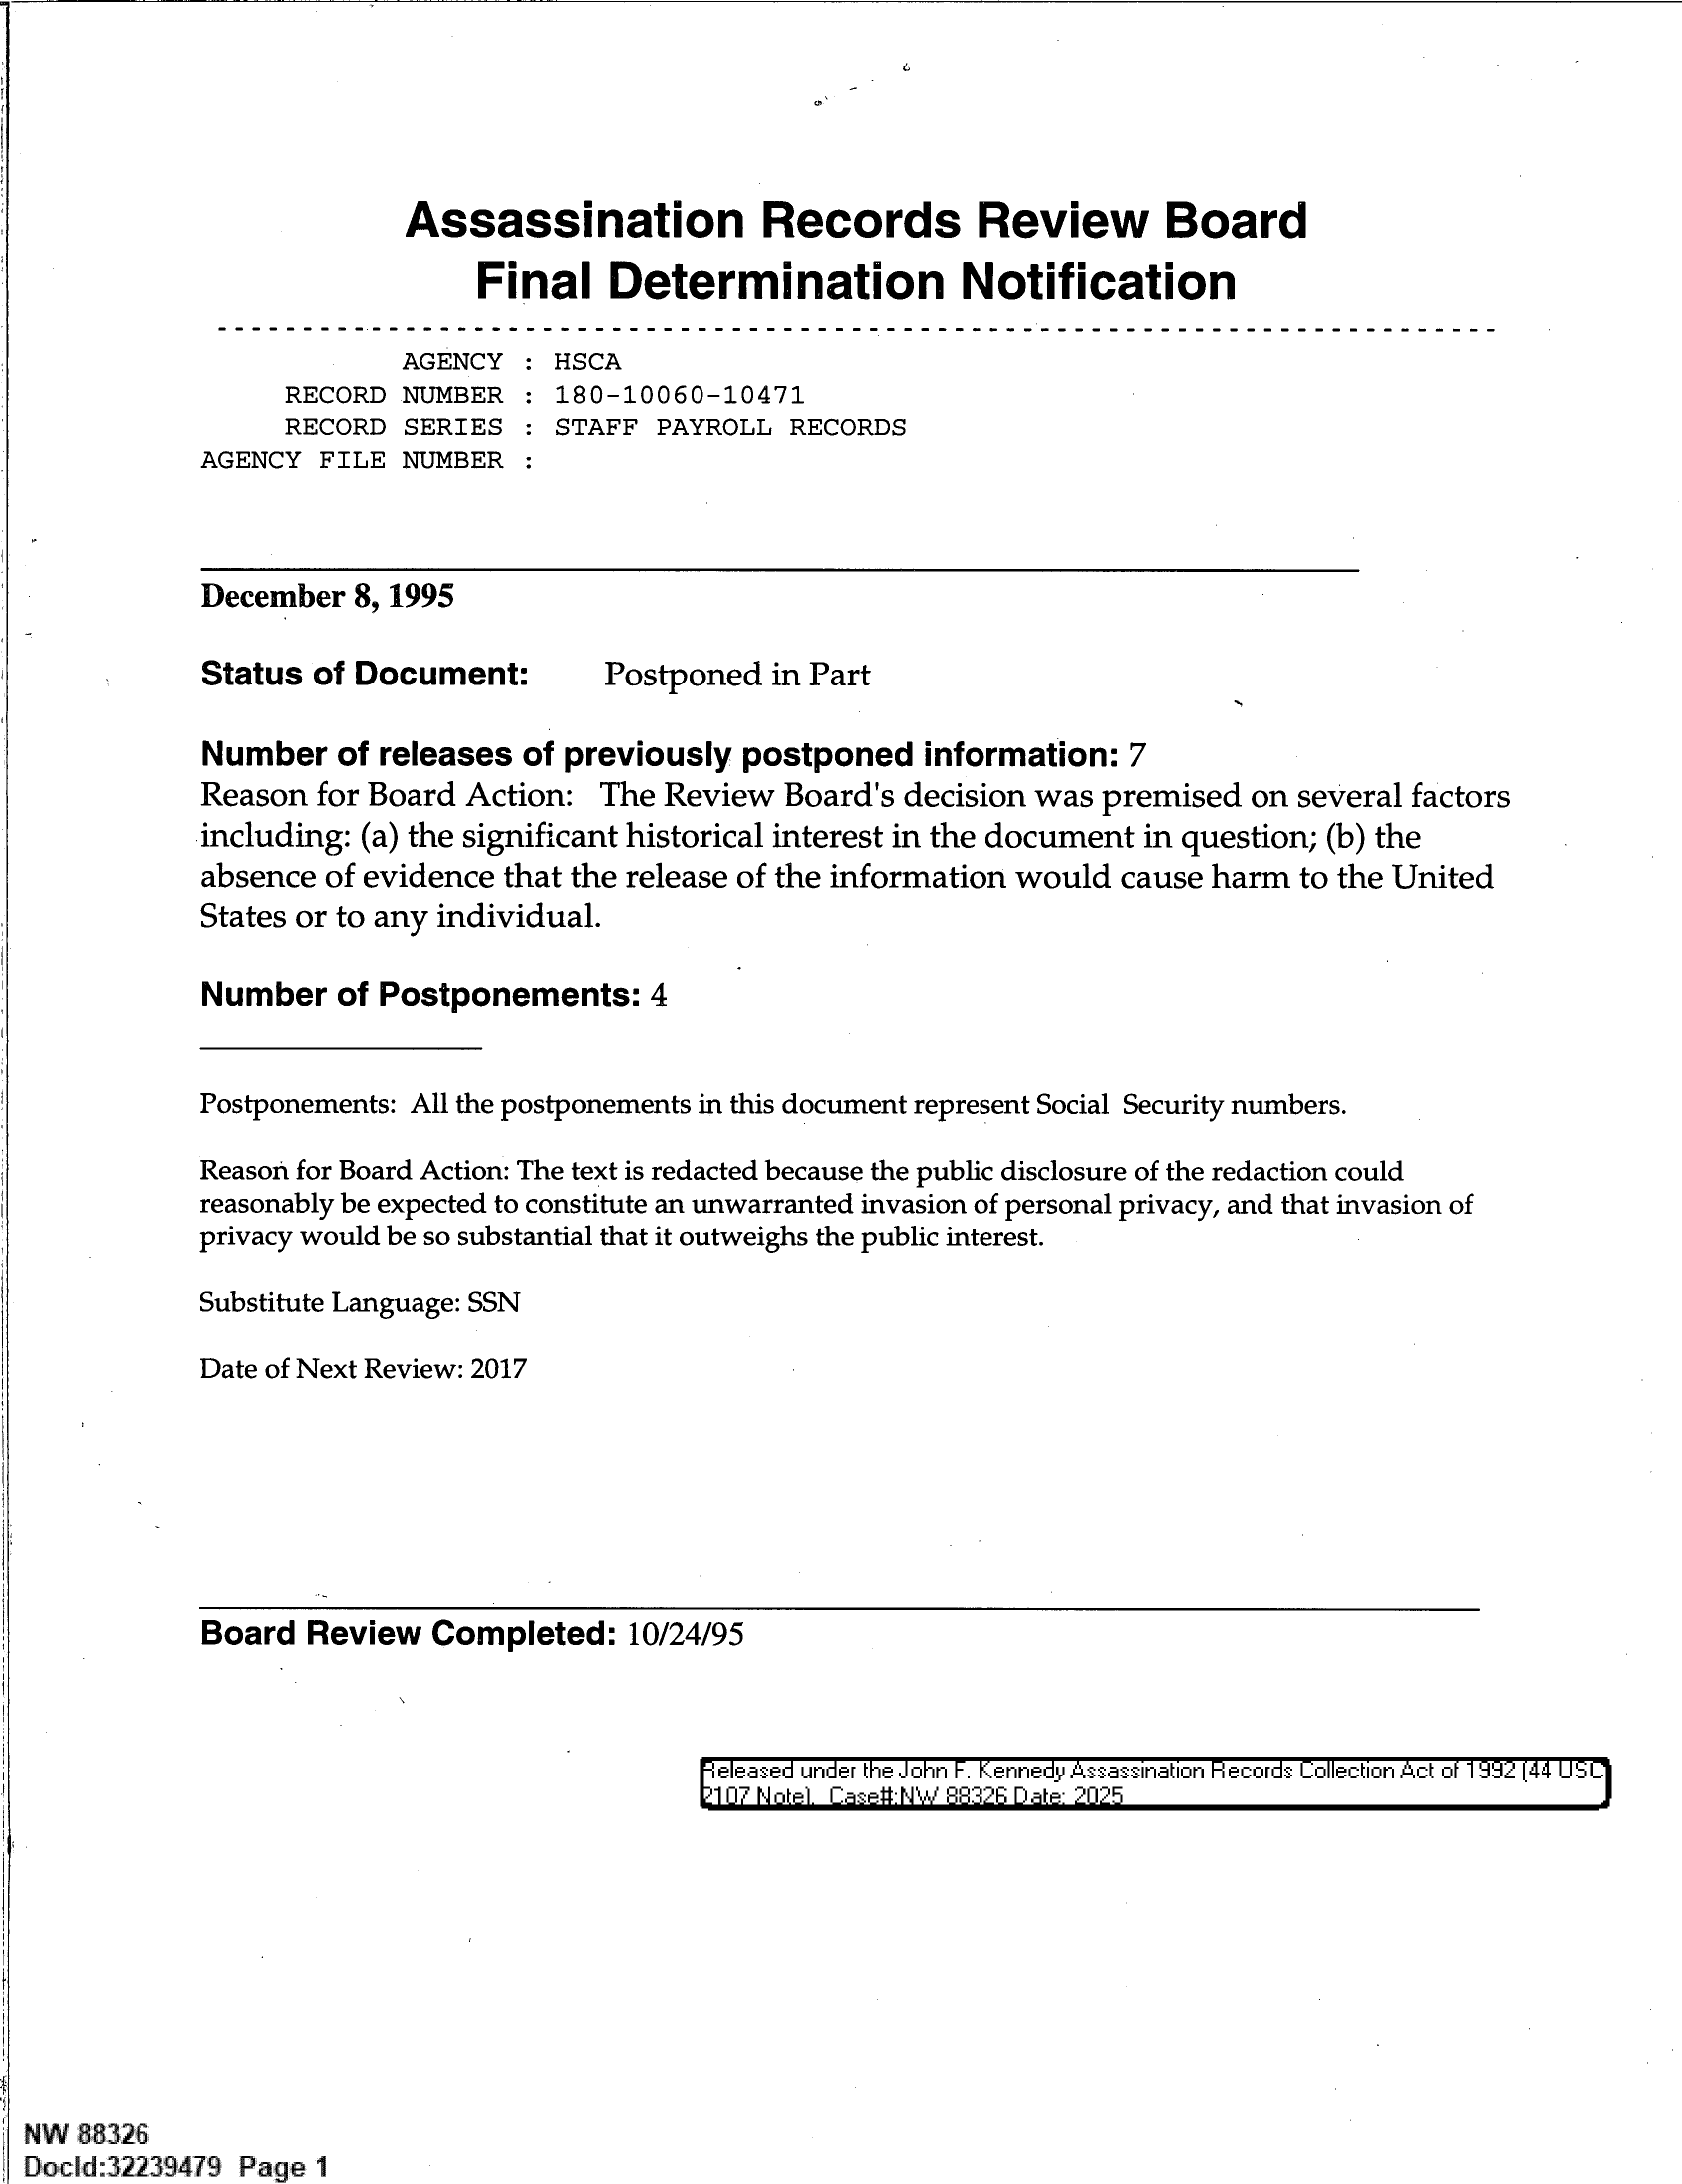 Assassination Records Review Board
Final Determination Notification
AGENCY : HSCA
RECORD NUMBER : 180-10060-10471
RECORD SERIES : STAFF PAYROLL RECORDS
AGENCY FILE NUMBER :
December 8, 1995
Status of Document: Postponed in Part
Number of releases of previously postponed information: 7
Reason for Board Action: The Review Board's decision was premised on several factors
including: (a) the significant historical interest in the document in question; (b) the
absence of evidence that the release of the information would cause harm to the United
States or to any individual.
Number of Postponements: 4
Postponements: All the postponements in this document represent Social Security numbers.
Reason for Board Action: The text is redacted because the public disclosure of the redaction could
reasonably be expected to constitute an unwarranted invasion of personal privacy, and that invasion of
privacy would be so substantial that it outweighs the public interest.
Substitute Language: SSN
Date of Next Review: 2017
Board Review Completed: 10/24/95
Released under the John F. Kennedy Assassination Records Collection Act of 1992 (44 USC
2107 Note). Case#:NW 88326 Date: 2025
NW 88326
DocId:32239479 Page 1